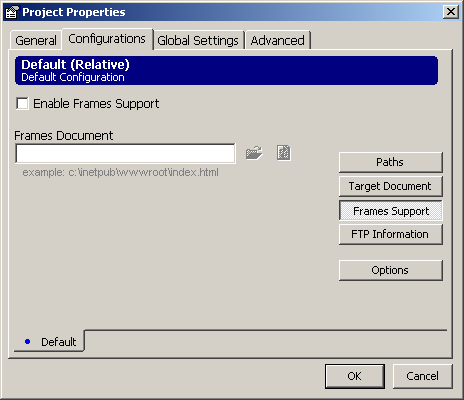 Project Properties
General
Configurations
Global Settings
Advanced
Default (Relative)
Default Configuration
Enable Frames Support
Frames Document
example: c:\inetpub\wwwroot\index.html
Paths
Target Document
Frames Support
FTP Information
Options
Default
OK
Cancel